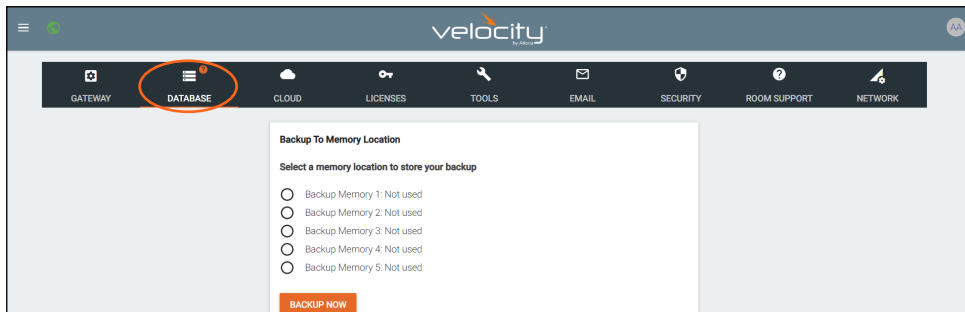 velocity
by Atlona
AA
?
GATEWAY DATABASE CLOUD LICENSES TOOLS EMAIL SECURITY ROOM SUPPORT NETWORK
Backup To Memory Location
Select a memory location to store your backup
Backup Memory 1: Not used
Backup Memory 2: Not used
Backup Memory 3: Not used
Backup Memory 4: Not used
Backup Memory 5: Not used
BACKUP NOW